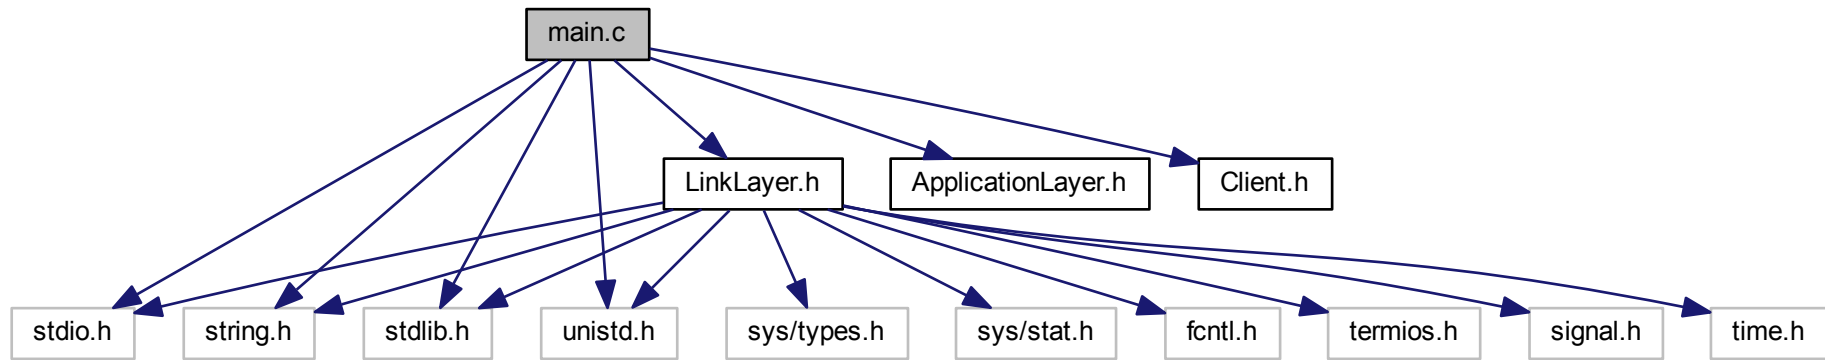 main.c
LinkLayer.h
ApplicationLayer.h
Client.h
stdio.h
string.h
stdlib.h
unistd.h
sys/types.h
sys/stat.h
fcntl.h
termios.h
signal.h
time.h